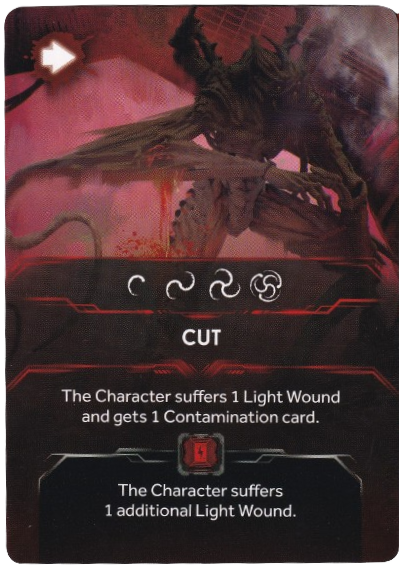 CUT
The Character suffers 1 Light Wound
and gets 1 Contamination card.
The Character suffers
1 additional Light Wound.